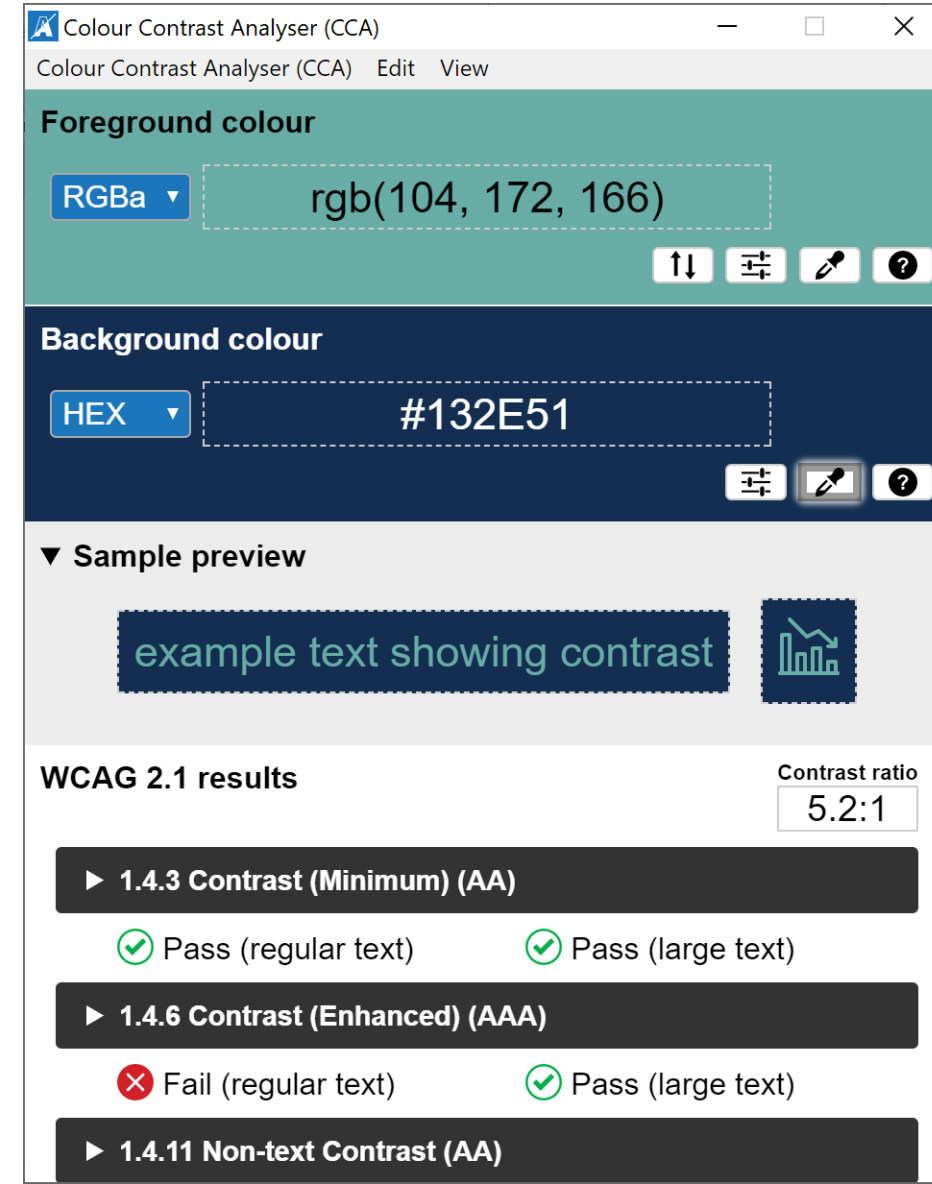 Colour Contrast Analyser (CCA)
Colour Contrast Analyser (CCA) Edit View
Foreground colour
RGBa rgb(104, 172, 166)
Background colour
HEX #132E51
Sample preview
example text showing contrast
WCAG 2.1 results
Contrast ratio
5.2:1
1.4.3 Contrast (Minimum) (AA)
Pass (regular text) Pass (large text)
1.4.6 Contrast (Enhanced) (AAA)
Fail (regular text) Pass (large text)
1.4.11 Non-text Contrast (AA)